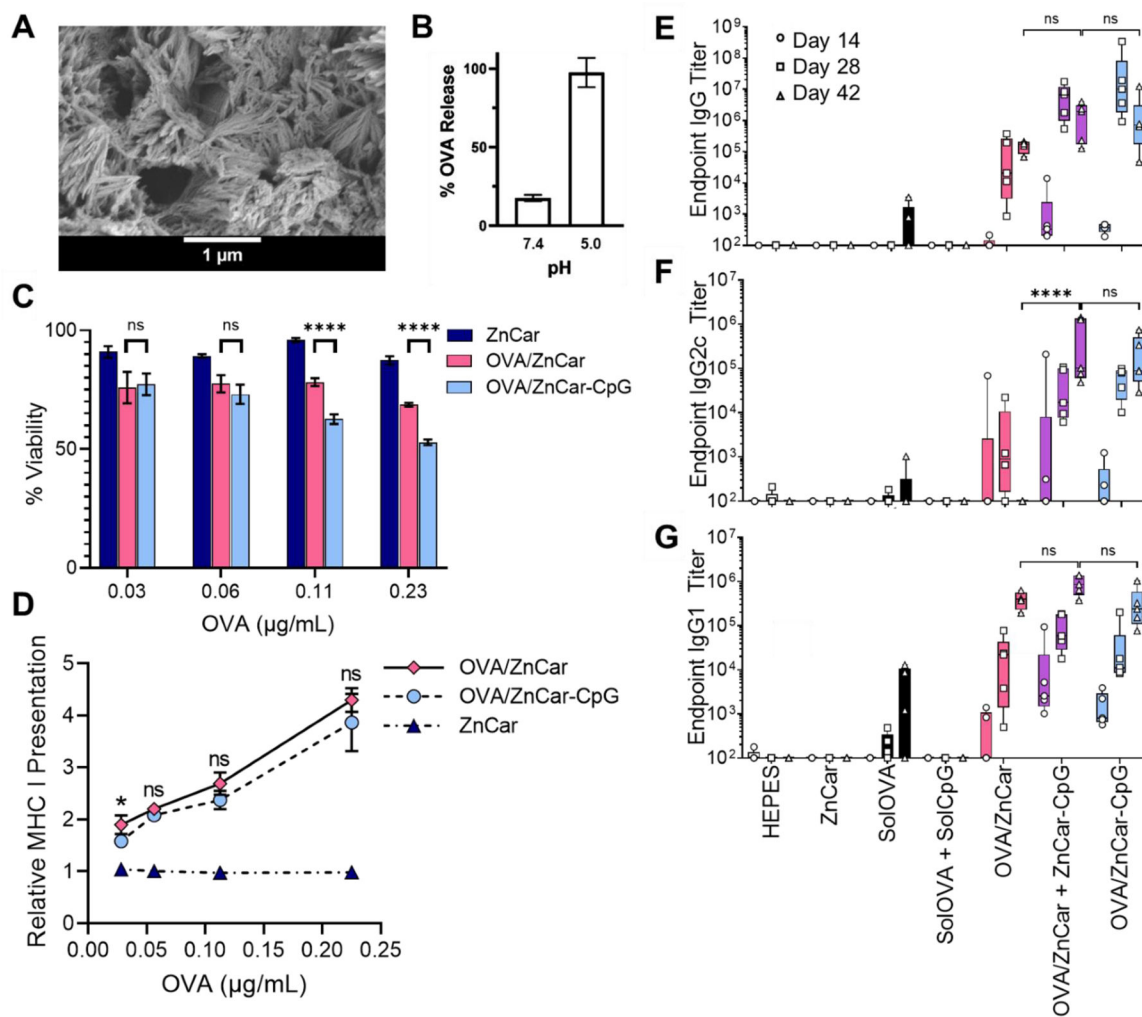 A
1 µm
B
% OVA Release
100
50
0
7.4
5.0
pH
C
% Viability
100
50
0
ns
ns
****
****
ZnCar
OVA/ZnCar
OVA/ZnCar-CpG
0.03
0.06
0.11
0.23
OVA (µg/mL)
D
Relative MHC I Presentation
5
4
3
2
1
0
*
ns
ns
ns
OVA/ZnCar
OVA/ZnCar-CpG
ZnCar
0.00
0.05
0.10
0.15
0.20
0.25
OVA (µg/mL)
E
Endpoint IgG Titer
10⁹
10⁸
10⁷
10⁶
10⁵
10⁴
10³
10²
Day 14
Day 28
Day 42
ns
ns
F
Endpoint IgG2c Titer
10⁷
10⁶
10⁵
10⁴
10³
10²
****
ns
G
Endpoint IgG1 Titer
10⁷
10⁶
10⁵
10⁴
10³
10²
ns
ns
HEPES
ZnCar
SolOVA
SolOVA + SolCpG
OVA/ZnCar
OVA/ZnCar + ZnCar-CpG
OVA/ZnCar-CpG